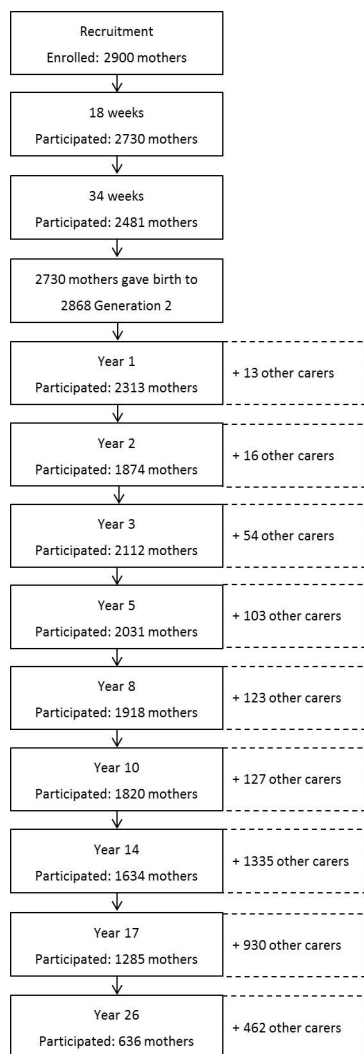 Recruitment
Enrolled: 2900 mothers
18 weeks
Participated: 2730 mothers
34 weeks
Participated: 2481 mothers
2730 mothers gave birth to
2868 Generation 2
Year 1
Participated: 2313 mothers
+ 13 other carers
Year 2
Participated: 1874 mothers
+ 16 other carers
Year 3
Participated: 2112 mothers
+ 54 other carers
Year 5
Participated: 2031 mothers
+ 103 other carers
Year 8
Participated: 1918 mothers
+ 123 other carers
Year 10
Participated: 1820 mothers
+ 127 other carers
Year 14
Participated: 1634 mothers
+ 1335 other carers
Year 17
Participated: 1285 mothers
+ 930 other carers
Year 26
Participated: 636 mothers
+ 462 other carers